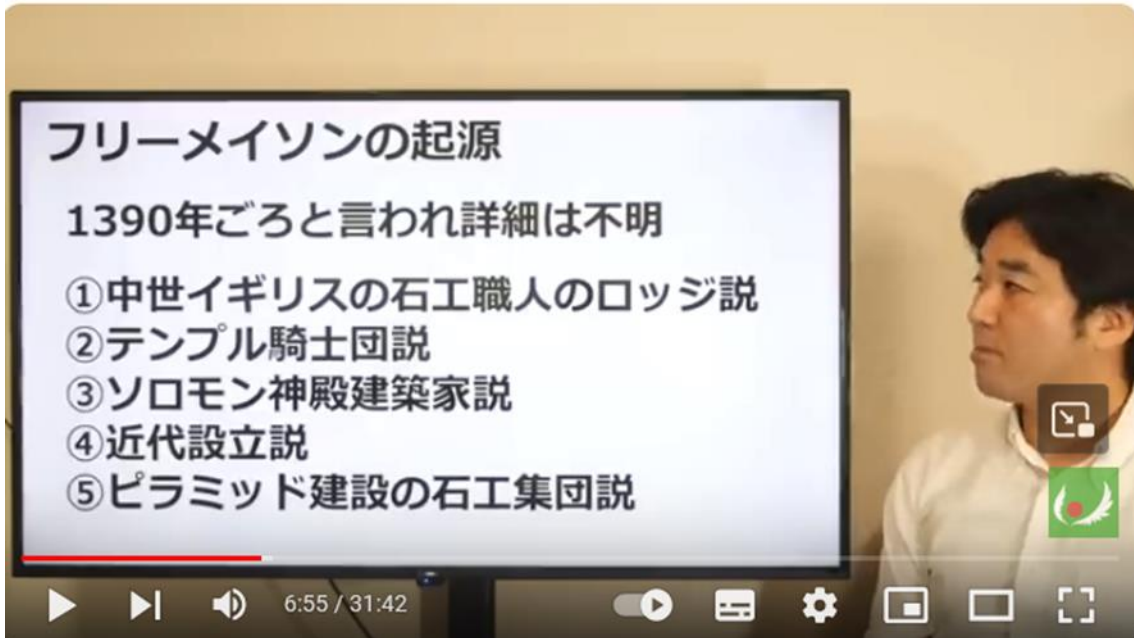 フリーメイソンの起源
1390年ごろと言われ詳細は不明
①中世イギリスの石工職人のロッジ説
②テンプル騎士団説
③ソロモン神殿建築家説
④近代設立説
⑤ピラミッド建設の石工集団説
6:55 / 31:42